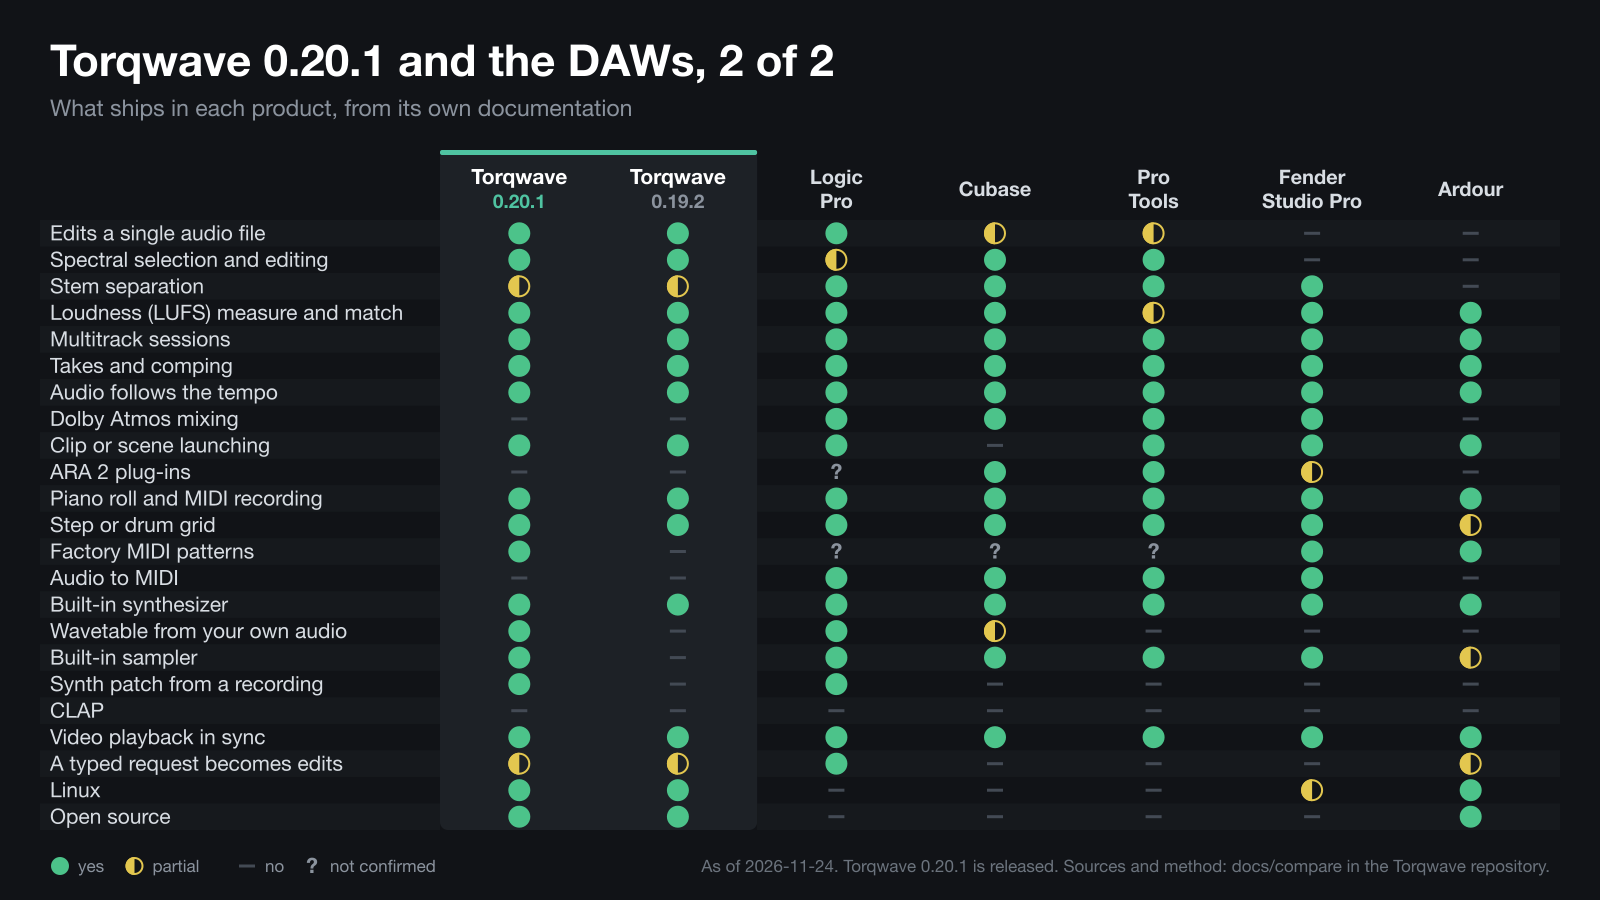 Torqwave 0.20.1 and the DAWs, 2 of 2
What ships in each product, from its own documentation
Torqwave 0.20.1
Torqwave 0.19.2
Logic Pro
Cubase
Pro Tools
Fender Studio Pro
Ardour
Edits a single audio file
Spectral selection and editing
Stem separation
Loudness (LUFS) measure and match
Multitrack sessions
Takes and comping
Audio follows the tempo
Dolby Atmos mixing
Clip or scene launching
ARA 2 plug-ins ?
Piano roll and MIDI recording
Step or drum grid
Factory MIDI patterns ? ? ?
Audio to MIDI
Built-in synthesizer
Wavetable from your own audio
Built-in sampler
Synth patch from a recording
CLAP
Video playback in sync
A typed request becomes edits
Linux
Open source
yes partial no ? not confirmed
As of 2026-11-24. Torqwave 0.20.1 is released. Sources and method: docs/compare in the Torqwave repository.